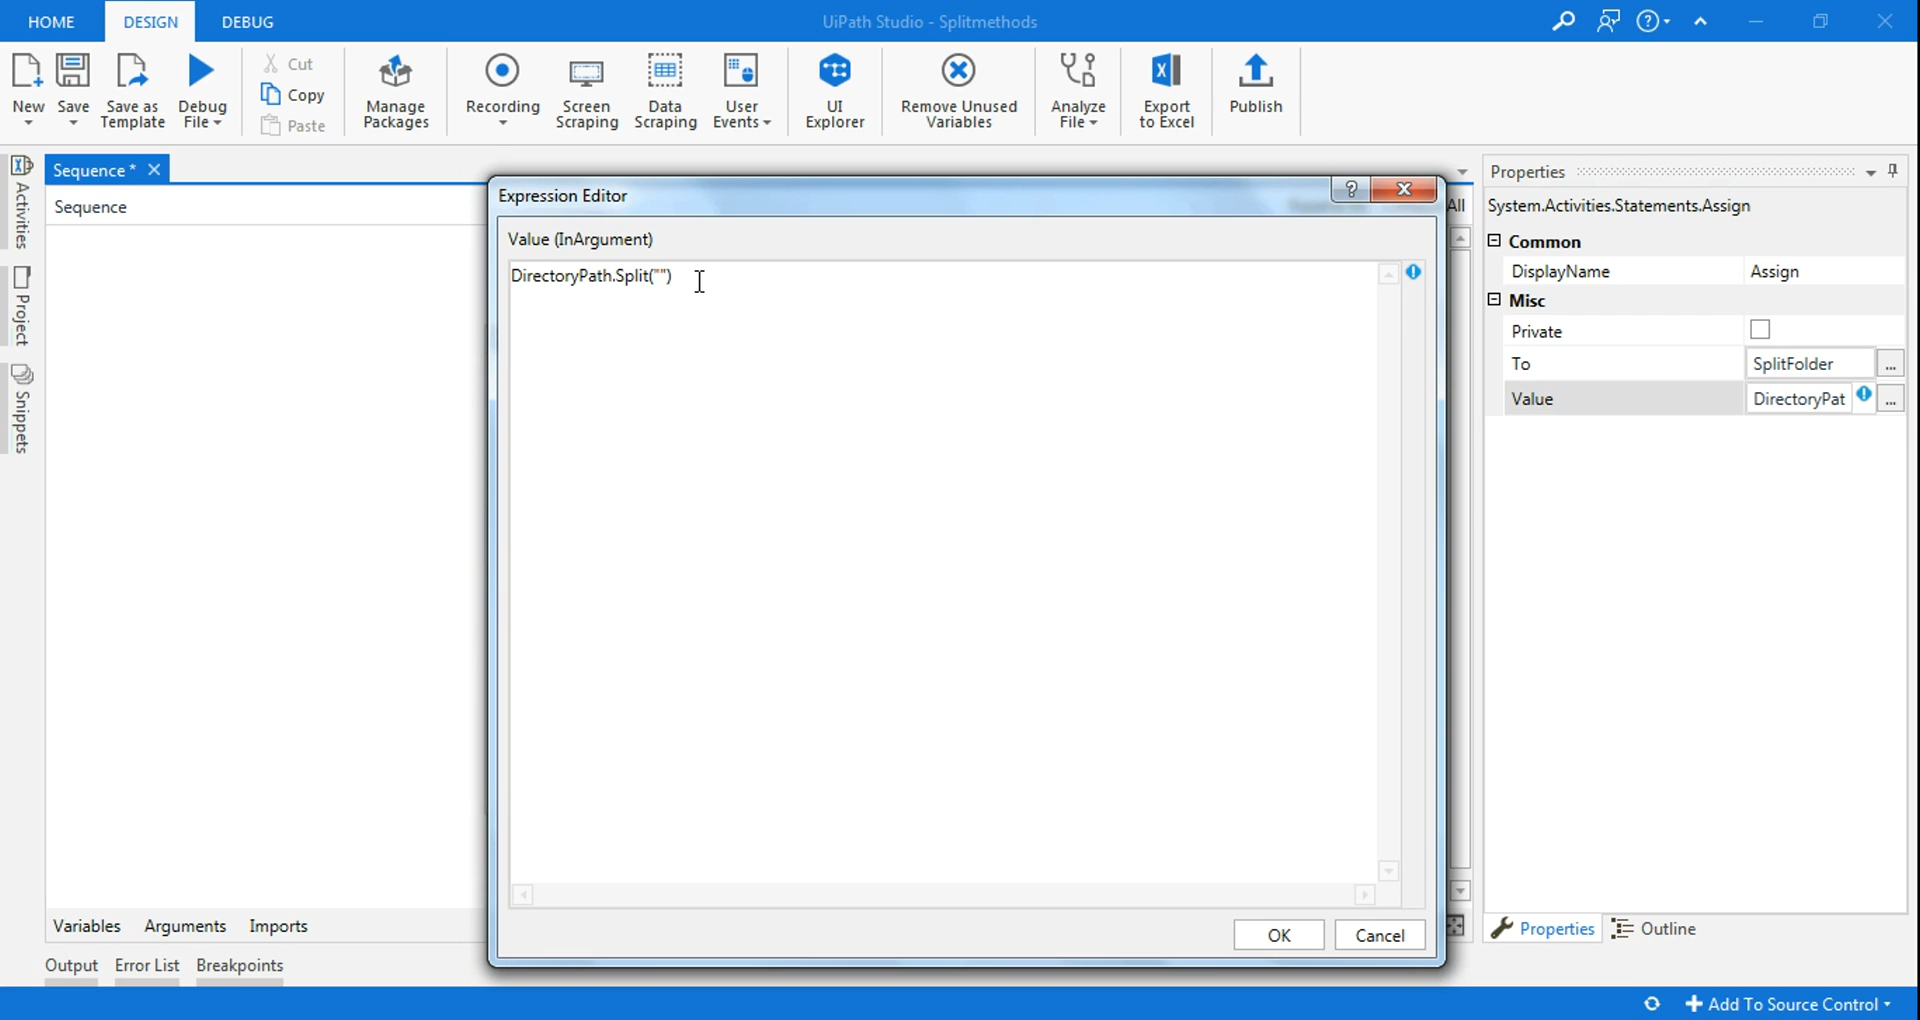 HOME DESIGN DEBUG UiPath Studio - Splitmethods
New Save Save as Template Debug File Cut Copy Paste Manage Packages Recording Screen Scraping Data Scraping User Events UI Explorer Remove Unused Variables Analyze File Export to Excel Publish
Activities
Project
Snippets
Sequence *
Sequence
Expression Editor
Value (InArgument)
DirectoryPath.Split("")
OK Cancel
All
Properties
System.Activities.Statements.Assign
Common
DisplayName Assign
Misc
Private
To SplitFolder ...
Value DirectoryPat ...
Variables Arguments Imports
Properties Outline
Output Error List Breakpoints
Add To Source Control